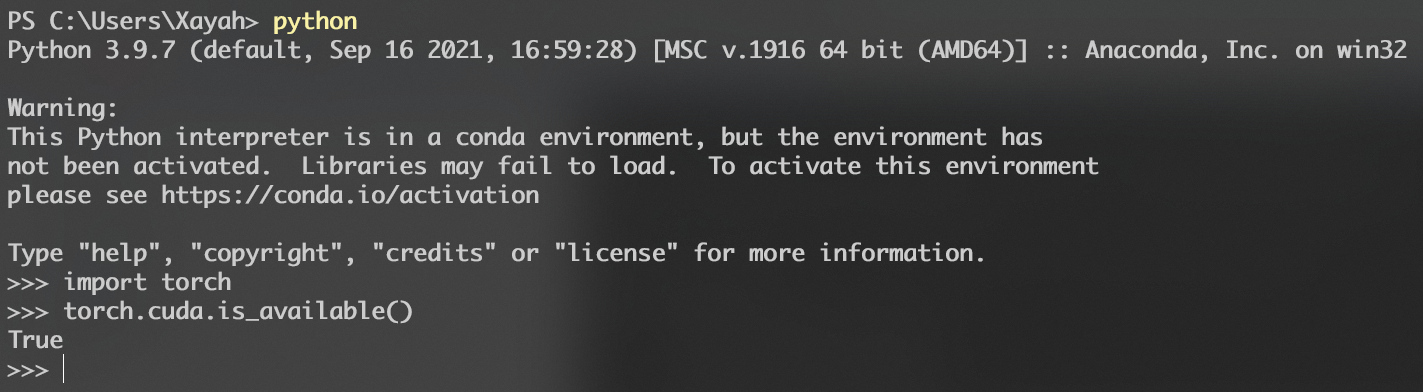 PS C:\Users\Xayah> python
Python 3.9.7 (default, Sep 16 2021, 16:59:28) [MSC v.1916 64 bit (AMD64)] :: Anaconda, Inc. on win32
Warning:
This Python interpreter is in a conda environment, but the environment has
not been activated.  Libraries may fail to load.  To activate this environment
please see https://conda.io/activation
Type "help", "copyright", "credits" or "license" for more information.
>>> import torch
>>> torch.cuda.is_available()
True
>>>